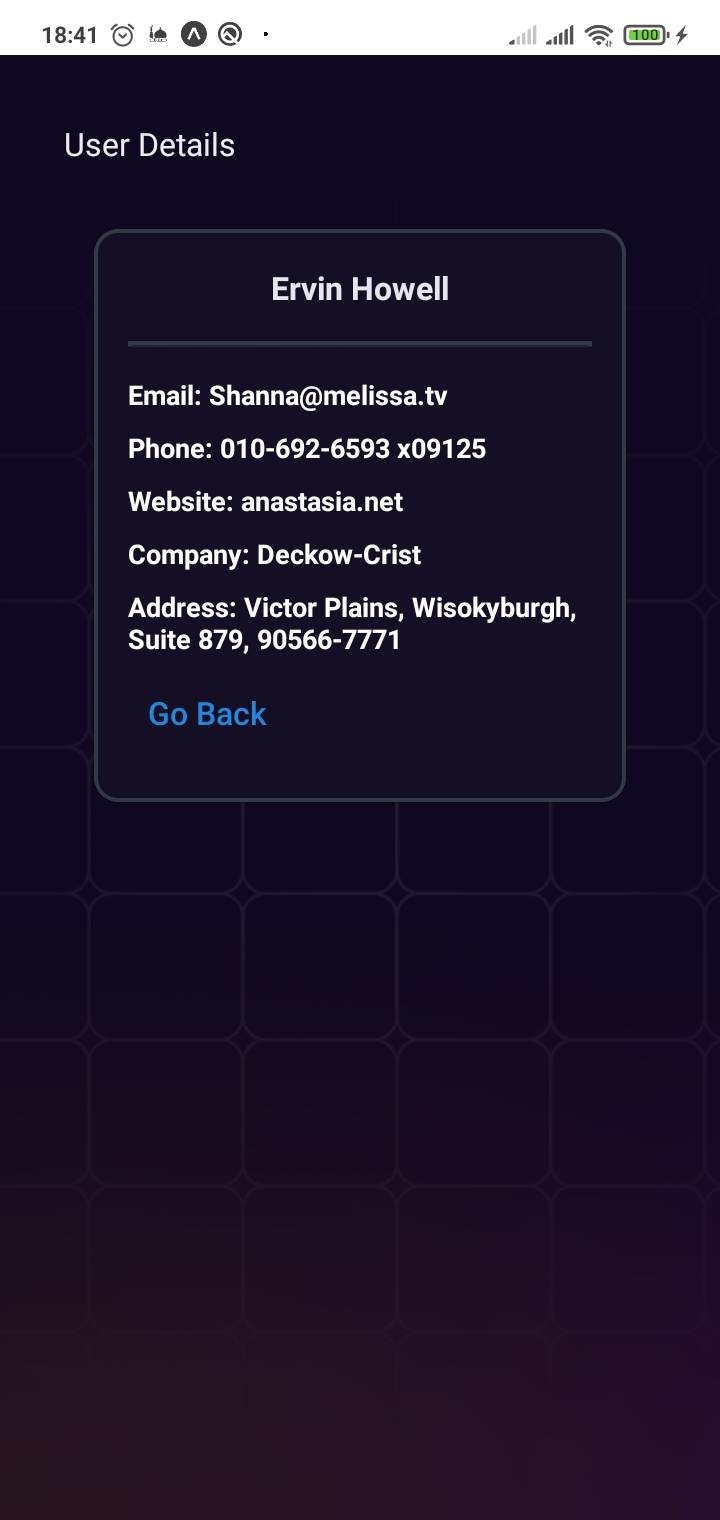 18:41
100
User Details
Ervin Howell
Email: Shanna@melissa.tv
Phone: 010-692-6593 x09125
Website: anastasia.net
Company: Deckow-Crist
Address: Victor Plains, Wisokyburgh,
Suite 879, 90566-7771
Go Back